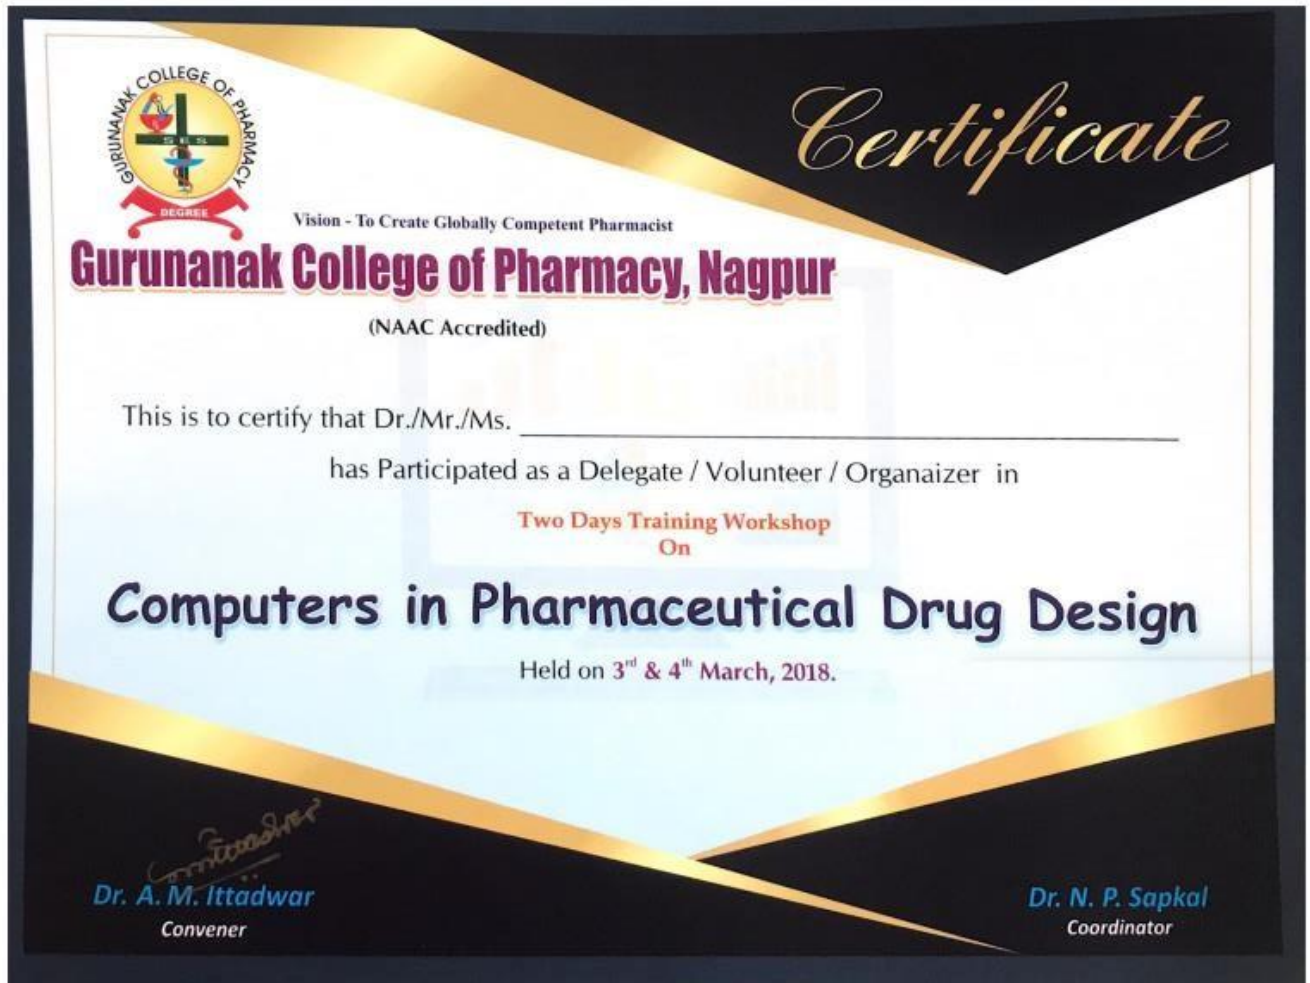 Certificate
GURUNANAK COLLEGE OF PHARMACY
SES
DEGREE
Vision - To Create Globally Competent Pharmacist
Gurunanak College of Pharmacy, Nagpur
(NAAC Accredited)
This is to certify that Dr./Mr./Ms.
has Participated as a Delegate / Volunteer / Organaizer in
Two Days Training Workshop
On
Computers in Pharmaceutical Drug Design
Held on 3rd & 4th March, 2018.
Dr. A. M. Ittadwar
Convener
Dr. N. P. Sapkal
Coordinator